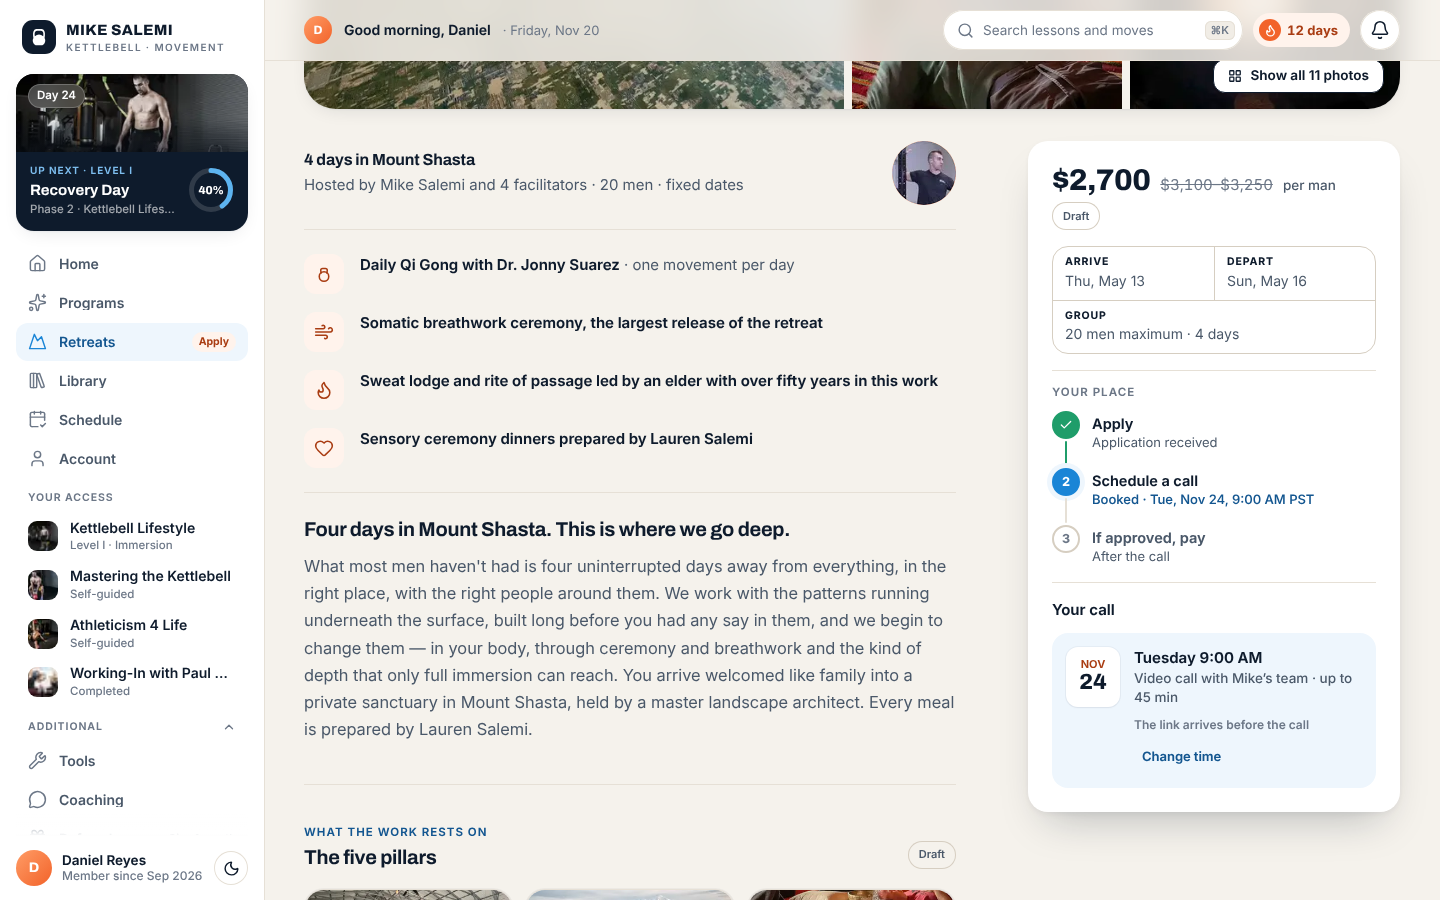 MIKE SALEMI
KETTLEBELL · MOVEMENT
Day 24
UP NEXT · LEVEL I
Recovery Day
Phase 2 · Kettlebell Lifes...
40%
Home
Programs
Retreats
Apply
Library
Schedule
Account
YOUR ACCESS
Kettlebell Lifestyle
Level I · Immersion
Mastering the Kettlebell
Self-guided
Athleticism 4 Life
Self-guided
Working-In with Paul ...
Completed
ADDITIONAL
Tools
Coaching
D
Daniel Reyes
Member since Sep 2026
D
Good morning, Daniel · Friday, Nov 20
Search lessons and moves
⌘K
12 days
Show all 11 photos
4 days in Mount Shasta
Hosted by Mike Salemi and 4 facilitators · 20 men · fixed dates
Daily Qi Gong with Dr. Jonny Suarez · one movement per day
Somatic breathwork ceremony, the largest release of the retreat
Sweat lodge and rite of passage led by an elder with over fifty years in this work
Sensory ceremony dinners prepared by Lauren Salemi
Four days in Mount Shasta. This is where we go deep.
What most men haven't had is four uninterrupted days away from everything, in the
right place, with the right people around them. We work with the patterns running
underneath the surface, built long before you had any say in them, and we begin to
change them — in your body, through ceremony and breathwork and the kind of
depth that only full immersion can reach. You arrive welcomed like family into a
private sanctuary in Mount Shasta, held by a master landscape architect. Every meal
is prepared by Lauren Salemi.
WHAT THE WORK RESTS ON
The five pillars
Draft
$2,700 $3,100–$3,250 per man
Draft
ARRIVE
Thu, May 13
DEPART
Sun, May 16
GROUP
20 men maximum · 4 days
YOUR PLACE
Apply
Application received
2
Schedule a call
Booked · Tue, Nov 24, 9:00 AM PST
3
If approved, pay
After the call
Your call
NOV
24
Tuesday 9:00 AM
Video call with Mike's team · up to
45 min
The link arrives before the call
Change time